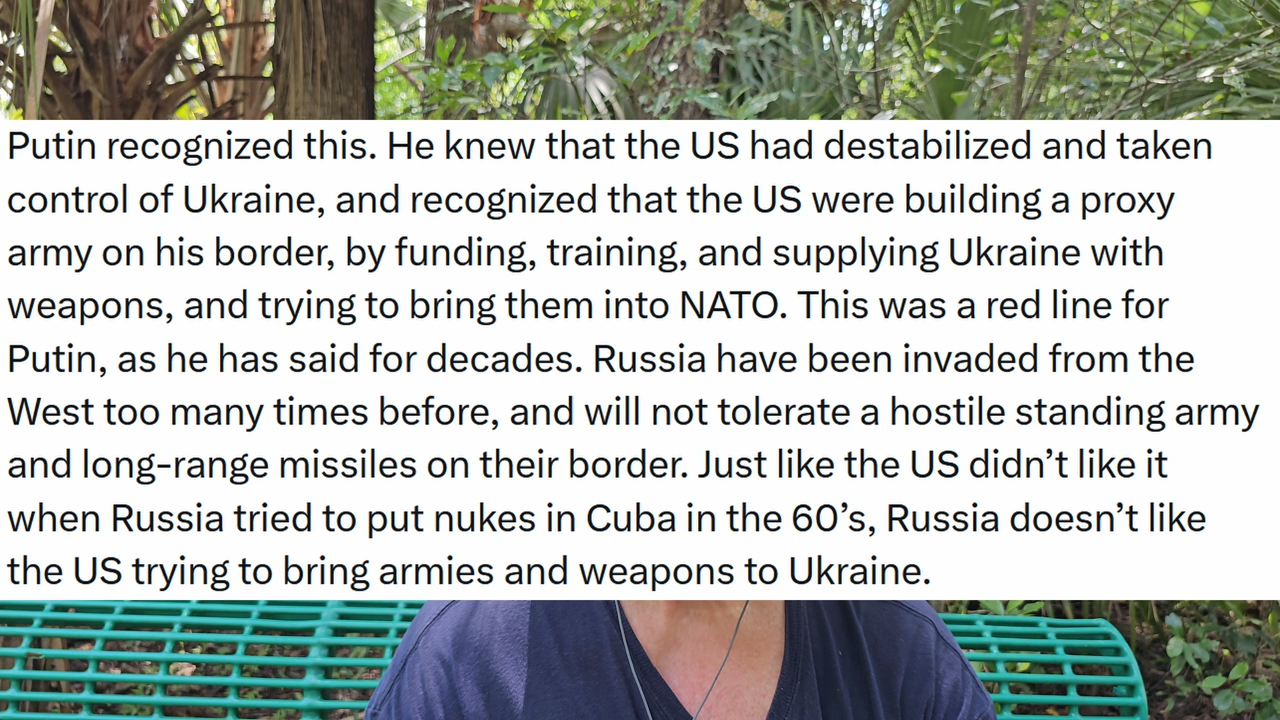 Putin recognized this. He knew that the US had destabilized and taken
control of Ukraine, and recognized that the US were building a proxy
army on his border, by funding, training, and supplying Ukraine with
weapons, and trying to bring them into NATO. This was a red line for
Putin, as he has said for decades. Russia have been invaded from the
West too many times before, and will not tolerate a hostile standing army
and long-range missiles on their border. Just like the US didn’t like it
when Russia tried to put nukes in Cuba in the 60’s, Russia doesn’t like
the US trying to bring armies and weapons to Ukraine.